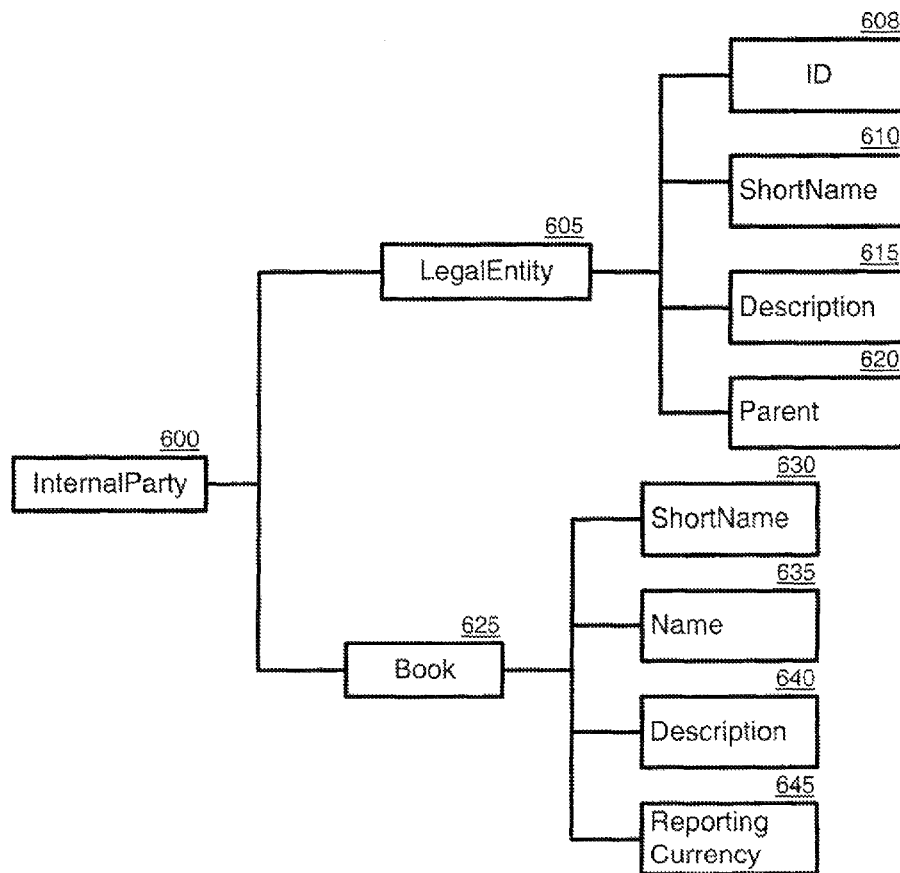 608
ID
610
ShortName
605
LegalEntity
615
Description
620
Parent
600
InternalParty
630
ShortName
635
Name
625
Book
640
Description
645
Reporting
Currency